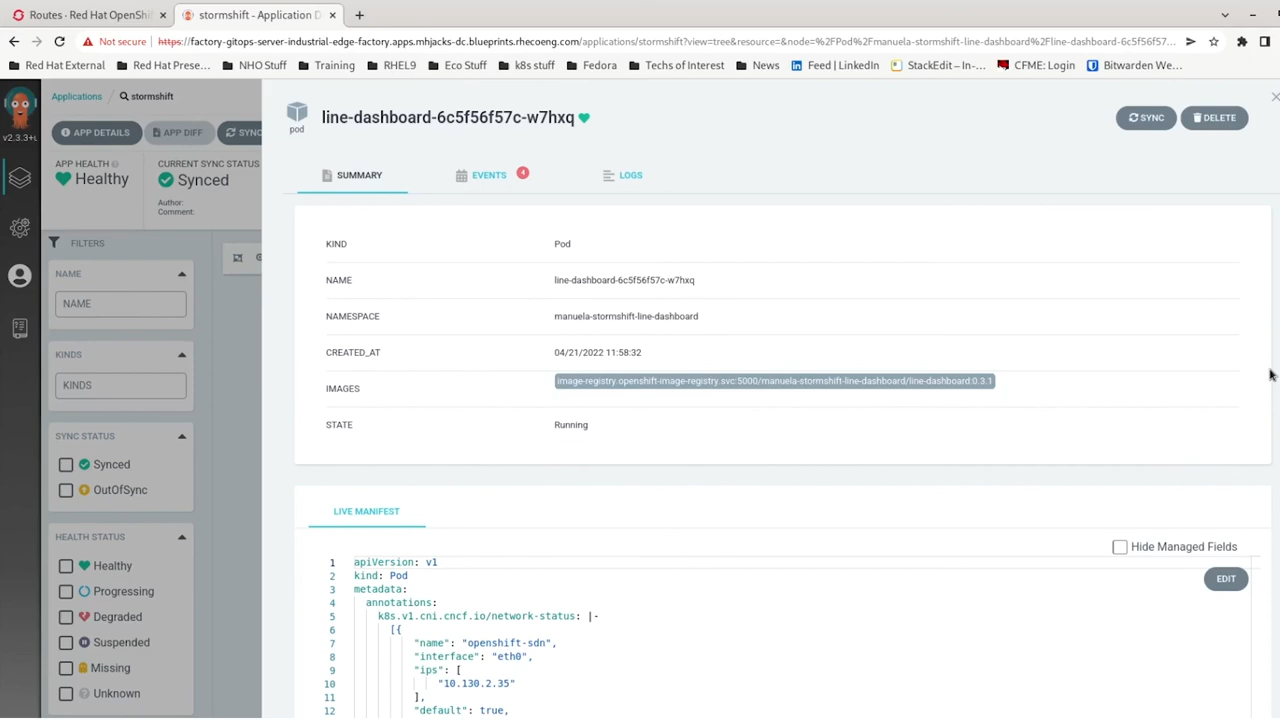 Routes · Red Hat OpenShi
stormshift - Application D
Not secure
https://factory-gitops-server-industrial-edge-factory.apps.mhjacks-dc.blueprints.rhecoeng.com/applications/stormshift?view=tree&resource=&node=%2FPod%2Fmanuela-stormshift-line-dashboard%2Fline-dashboard-6c5f56f57...
Red Hat External
Red Hat Prese...
NHO Stuff
Training
RHEL9
Eco Stuff
k8s stuff
Fedora
Techs of Interest
News
Feed | LinkedIn
StackEdit – In-...
CFME: Login
Bitwarden We...
v2.3.3+
Applications / stormshift
APP DETAILS
APP DIFF
SYNC
APP HEALTH
Healthy
CURRENT SYNC STATUS
Synced
Author:
Comment:
FILTERS
NAME
NAME
KINDS
KINDS
SYNC STATUS
Synced
OutOfSync
HEALTH STATUS
Healthy
Progressing
Degraded
Suspended
Missing
Unknown
pod
line-dashboard-6c5f56f57c-w7hxq
SYNC
DELETE
SUMMARY
EVENTS 4
LOGS
KIND Pod
NAME line-dashboard-6c5f56f57c-w7hxq
NAMESPACE manuela-stormshift-line-dashboard
CREATED_AT 04/21/2022 11:58:32
IMAGES image-registry.openshift-image-registry.svc:5000/manuela-stormshift-line-dashboard/line-dashboard:0.3.1
STATE Running
LIVE MANIFEST
Hide Managed Fields
EDIT
1 apiVersion: v1
2 kind: Pod
3 metadata:
4 annotations:
5 k8s.v1.cni.cncf.io/network-status: |-
6 [{
7 "name": "openshift-sdn",
8 "interface": "eth0",
9 "ips": [
10 "10.130.2.35"
11 ],
12 "default": true,